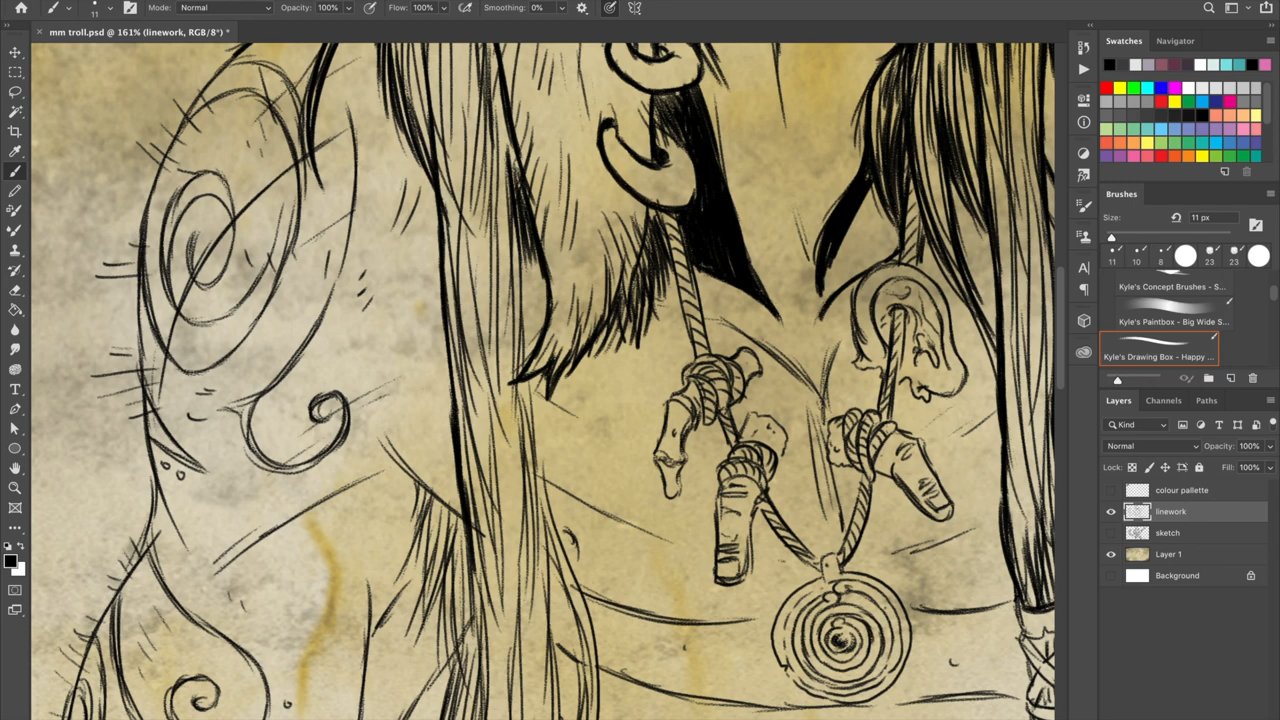 11
Mode: Normal
Opacity: 100%
Flow: 100%
Smoothing: 0%
× mm troll.psd @ 161% (linework, RGB/8*) *
Swatches
Navigator
Brushes
Size:
11 px
11
10
8
23
23
Kyle's Concept Brushes - S...
Kyle's Paintbox - Big Wide S...
Kyle's Drawing Box - Happy ...
Layers
Channels
Paths
Kind
Normal
Opacity: 100%
Lock:
Fill: 100%
colour palette
linework
sketch
Layer 1
Background